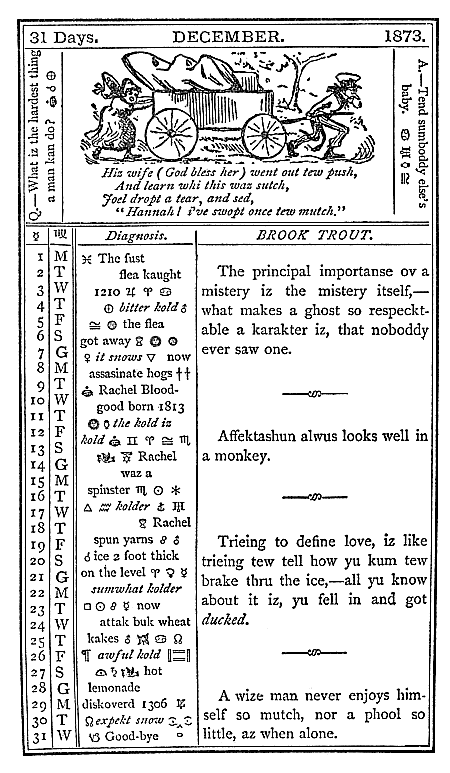 31 Days. DECEMBER. 1873.
Q.—What is the hardest thing
a man kan do?
A.—Tend sumboddy else's
baby.
Hiz wife (God bless her) went out tew push,
And learn whi this waz sutch,
Joel dropt a tear, and sed,
"Hannah! i've swopt once tew mutch."
☿ ♍ Diagnosis. BROOK TROUT.
1 M ♓ The fust
2 T flea kaught
3 W 1210 ♊ ♈ ♋
4 T bitter kold ♁
5 F ♎ ☉ the flea
6 S got away
7 G ♀ it snows ▽ now
8 M assasinate hogs ††
9 T Rachel Blood-
10 W good born 1813
11 T the kold iz
12 F kold ♊ ♈ ♎ ♏
13 S Rachel
14 G waz a
15 M spinster ♏ ☉ *
16 T △ ♒ kolder
17 W Rachel
18 T
19 F spun yarns
20 S ice 2 foot thick
21 G on the level ♈ ☿
22 M sumwhat kolder
23 T □ ☉ ☿ now
24 W attak buk wheat
25 T kakes ♋ ♌
26 F ¶ awful kold
27 S hot
28 G lemonade
29 M diskoverd 1306
30 T ♌ expekt snow
31 W Good-bye
The principal importanse ov a
mistery iz the mistery itself,—
what makes a ghost so respeckt-
able a karakter iz, that noboddy
ever saw one.
Affektashun alwus looks well in
a monkey.
Trieing to define love, iz like
trieing tew tell how yu kum tew
brake thru the ice,—all yu know
about it iz, yu fell in and got
ducked.
A wize man never enjoys him-
self so mutch, nor a phool so
little, az when alone.